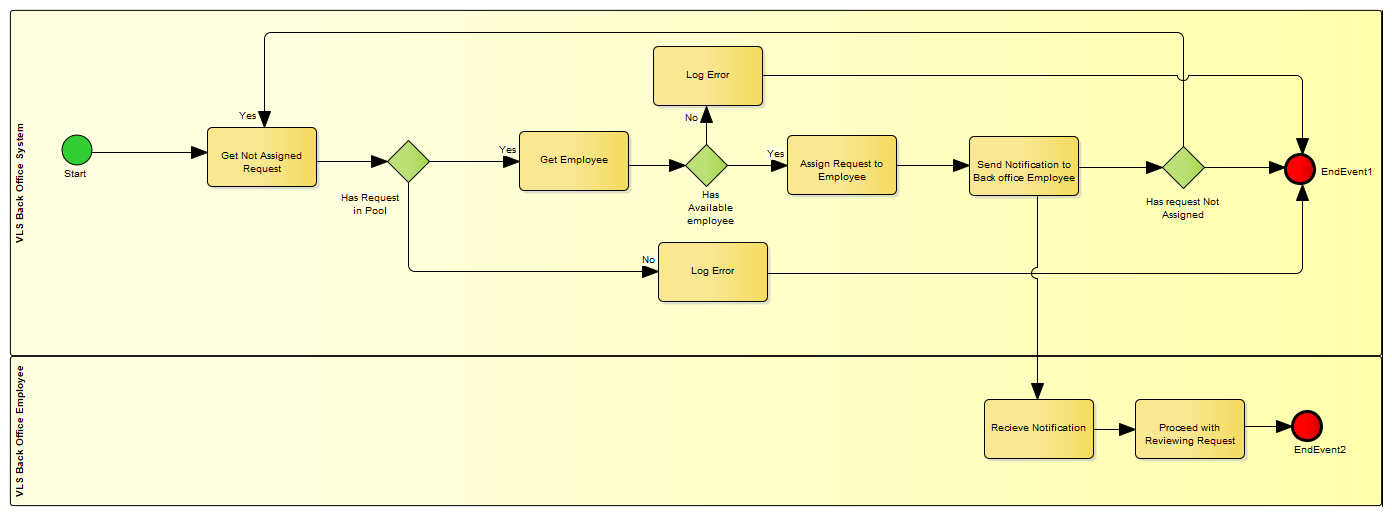 VLS Back Office System
Start
Yes
Get Not Assigned
Request
Has Request
in Pool
Yes
Get Employee
Log Error
No
Has
Available
employee
Yes
Assign Request to
Employee
Send Notification to
Back office Employee
Has request Not
Assigned
EndEvent1
No
Log Error
VLS Back Office Employee
Recieve Notification
Proceed with
Reviewing Request
EndEvent2